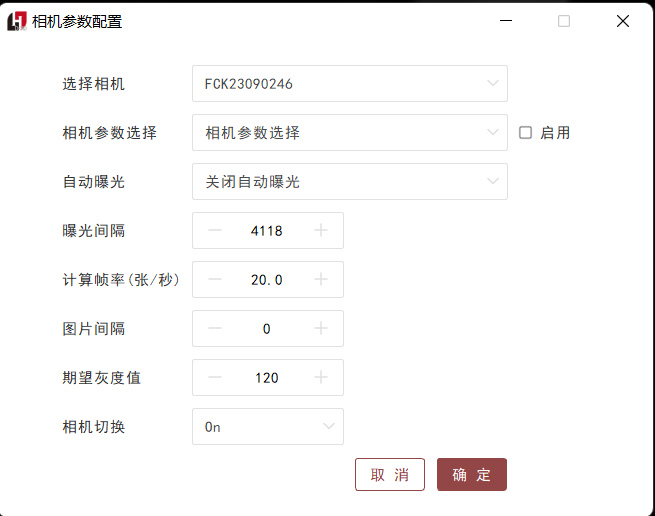 相机参数配置
选择相机 FCK23090246
相机参数选择 相机参数选择 启用
自动曝光 关闭自动曝光
曝光间隔 4118
计算帧率(张/秒) 20.0
图片间隔 0
期望灰度值 120
相机切换 On
取 消 确 定